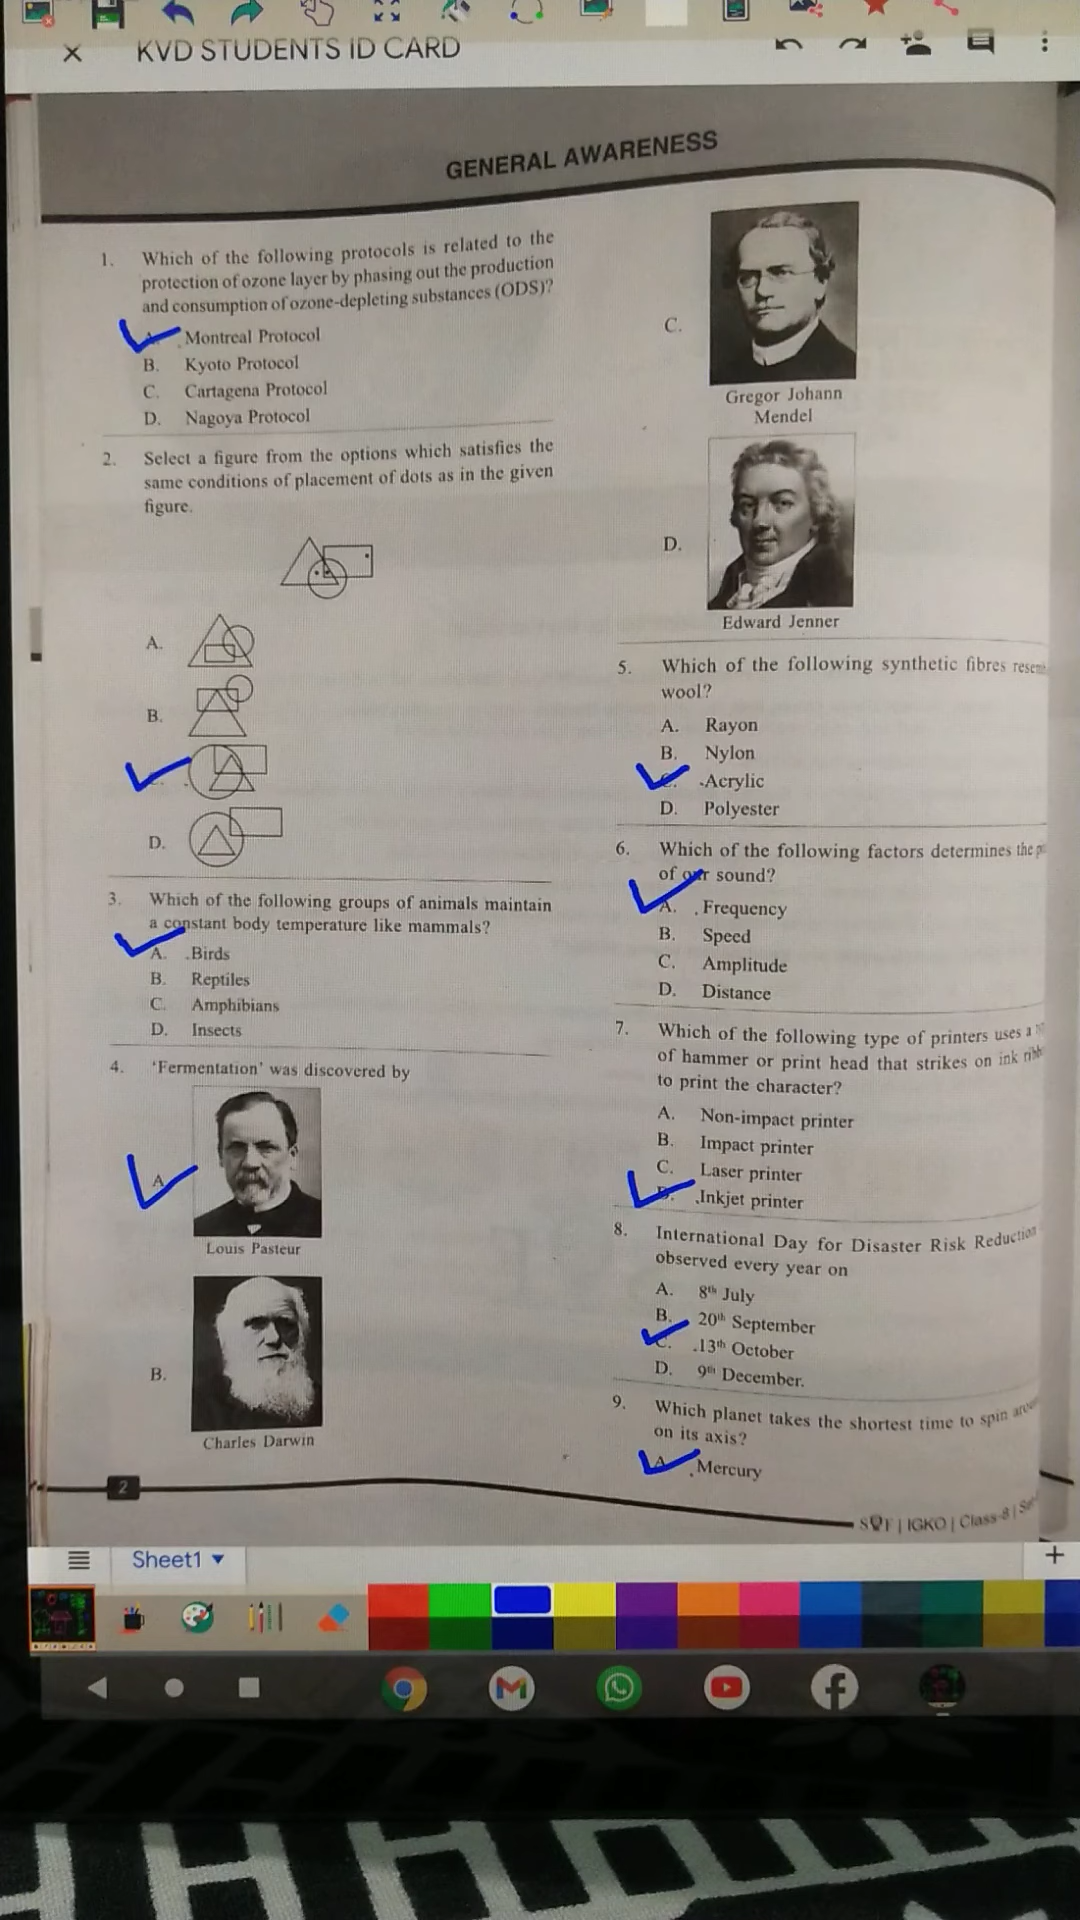 KVD STUDENTS ID CARD
GENERAL AWARENESS
1. Which of the following protocols is related to the
protection of ozone layer by phasing out the production
and consumption of ozone-depleting substances (ODS)?
Montreal Protocol
B. Kyoto Protocol
C. Cartagena Protocol
D. Nagoya Protocol
2. Select a figure from the options which satisfies the
same conditions of placement of dots as in the given
figure.
A.
B.
D.
3. Which of the following groups of animals maintain
a constant body temperature like mammals?
A. Birds
B. Reptiles
C. Amphibians
D. Insects
4. 'Fermentation' was discovered by
A
Louis Pasteur
B.
Charles Darwin
2
C.
Gregor Johann
Mendel
D.
Edward Jenner
5. Which of the following synthetic fibres
wool?
A. Rayon
B. Nylon
C. Acrylic
D. Polyester
6. Which of the following factors determines the
of our sound?
A. Frequency
B. Speed
C. Amplitude
D. Distance
7. Which of the following type of printers uses a
of hammer or print head that strikes on ink
to print the character?
A. Non-impact printer
B. Impact printer
C. Laser printer
Inkjet printer
8. International Day for Disaster Risk Reduction
observed every year on
A. 8th July
B. 20th September
C. 13th October
D. 9th December.
9. Which planet takes the shortest time to spin
on its axis?
A Mercury
SOF | IGKO | Class-8 |
Sheet1